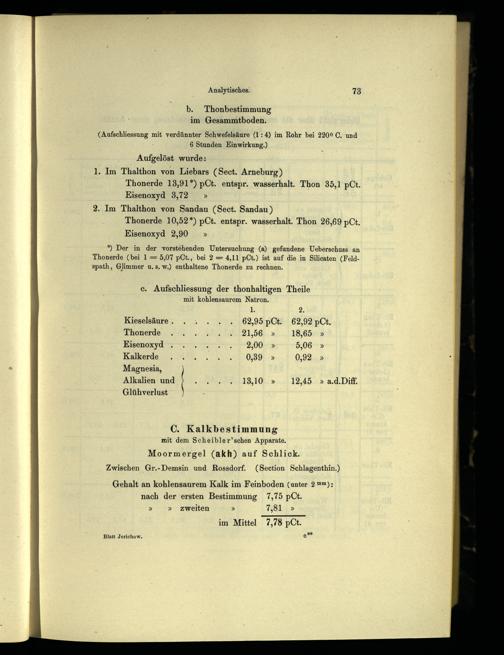 Analytisches. 73
b. Thonbestimmung
im Gesammtboden.
(Aufschliessung mit verdünnter Schwefelsäure (1:4) im Rohr bei 220° C. und
6 Stunden Einwirkung.)
Aufgelöst wurde:
1. Im Thalthon von Liebars (Sect. Arneburg)
Thonerde 13,91*) pCt. entspr. wasserhalt. Thon 35,1 pCt.
Eisenoxyd 3,72 »
2. Im Thalthon von Sandau (Sect. Sandau)
Thonerde 10,52*) pCt. entspr. wasserhalt. Thon 26,69 pCt.
Eisenoxyd 2,90 »
*) Der in der vorstehenden Untersuchung (a) gefundene Ueberschuss an
Thonerde (bei 1 = 5,07 pCt., bei 2 = 4,11 pCt.) ist auf die in Silicaten (Feld-
spath, Glimmer u. s. w.) enthaltene Thonerde zu rechnen.
c. Aufschliessung der thonhaltigen Theile
mit kohlensaurem Natron.
1. 2.
Kieselsäure . . . . . . 62,95 pCt. 62,92 pCt.
Thonerde . . . . . . 21,56 » 18,65 »
Eisenoxyd . . . . . . 2,00 » 5,06 »
Kalkerde . . . . . . 0,39 » 0,92 »
Magnesia,
Alkalien und . . . . 13,10 » 12,45 » a.d.Diff.
Glühverlust
C. Kalkbestimmung
mit dem Scheibler'schen Apparate.
Moormergel (akh) auf Schlick.
Zwischen Gr.-Demsin und Rossdorf. (Section Schlagenthin.)
Gehalt an kohlensaurem Kalk im Feinboden (unter 2 mm):
nach der ersten Bestimmung 7,75 pCt.
» » zweiten » 7,81 »
im Mittel 7,78 pCt.
Blatt Jerichow. c**